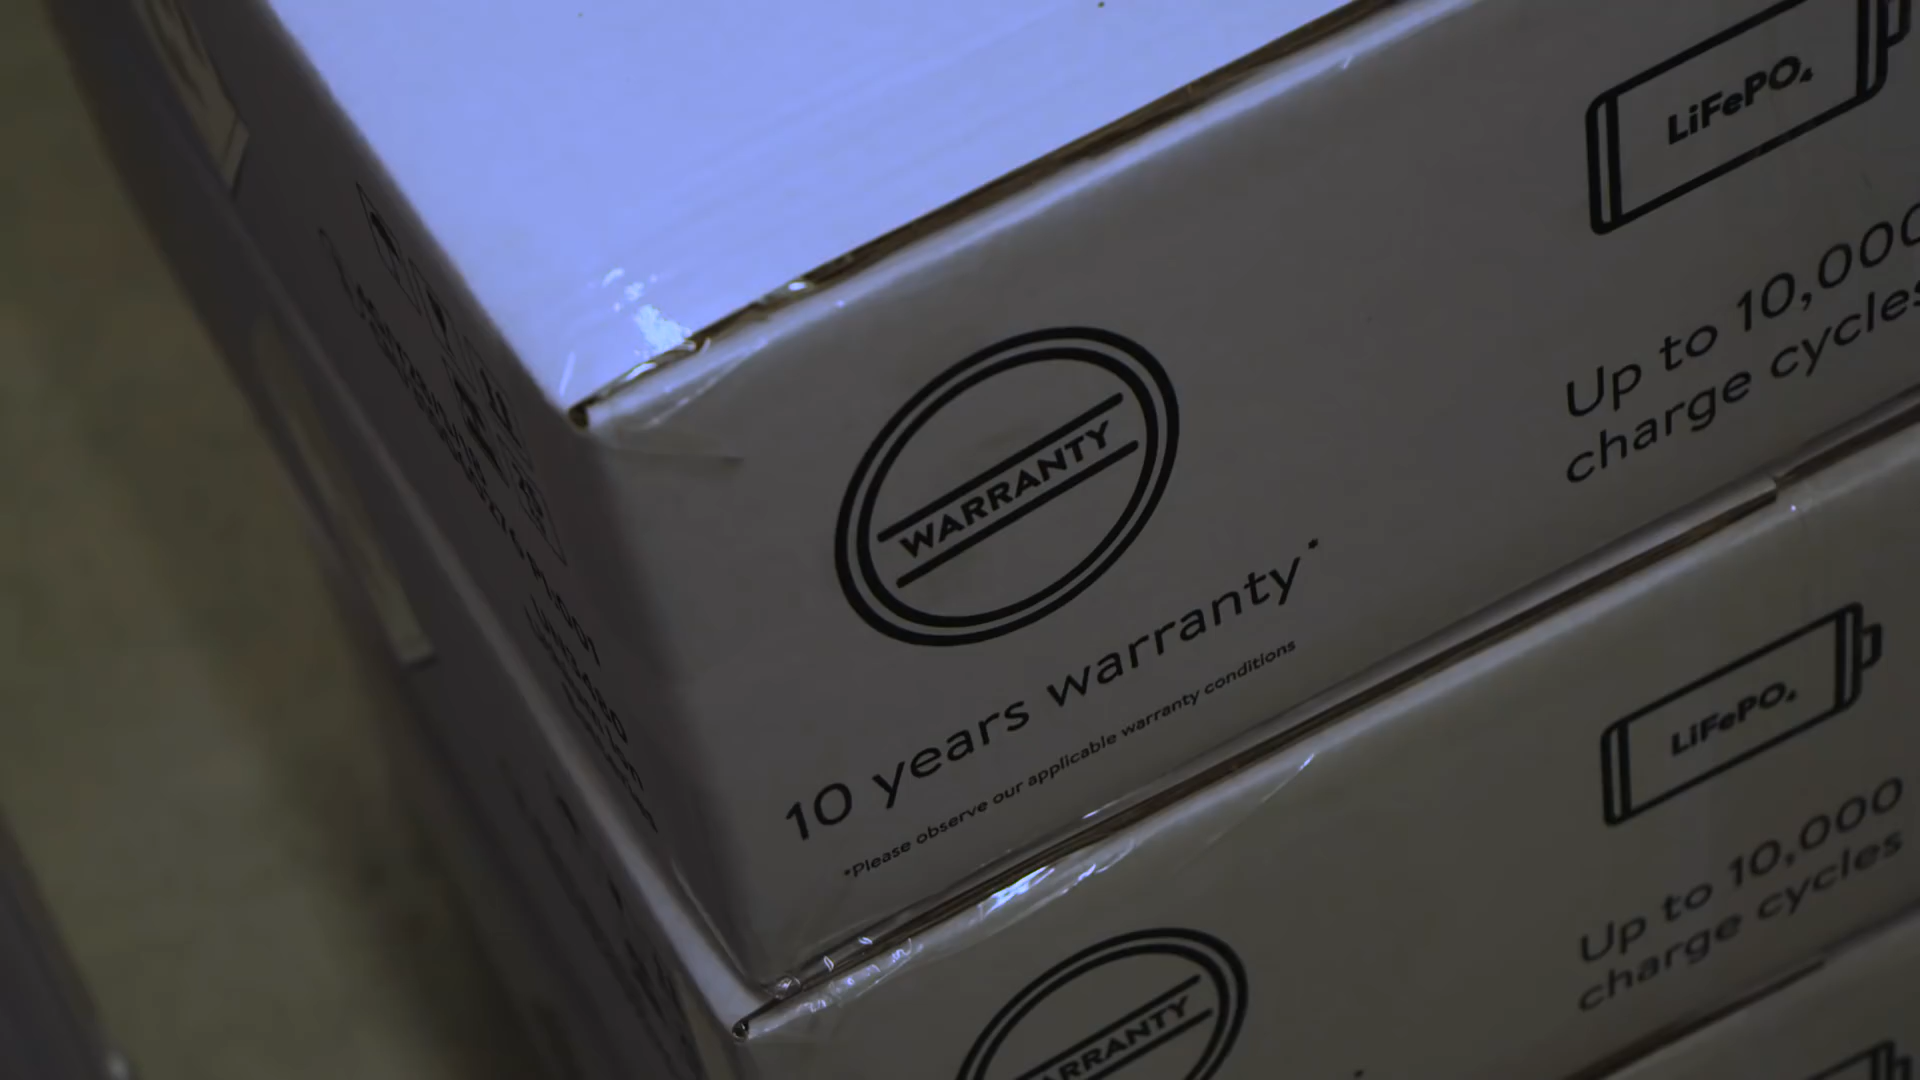 LiFePO₄
Up to 10,000
charge cycles
WARRANTY
10 years warranty*
*Please observe our applicable warranty conditions
LiFePO₄
Up to 10,000
charge cycles
WARRANTY